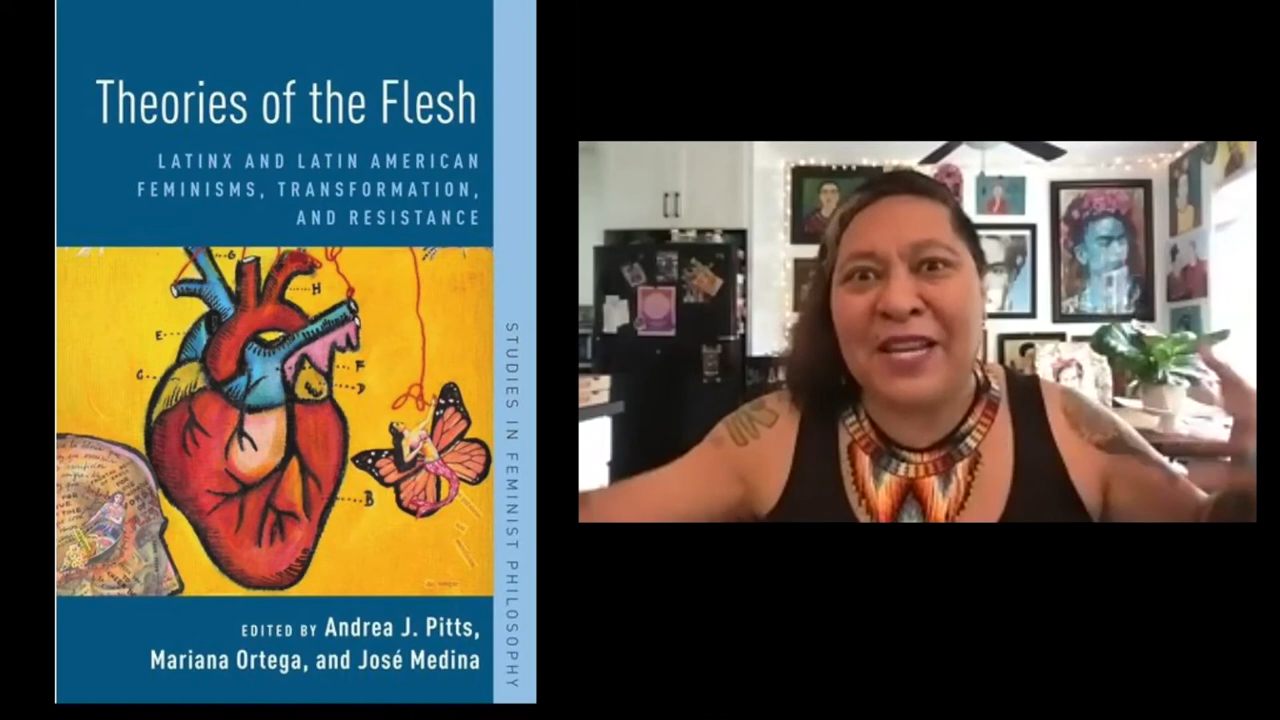 Theories of the Flesh
LATINX AND LATIN AMERICAN
FEMINISMS, TRANSFORMATION,
AND RESISTANCE
G
H
E
F
D
B
EDITED BY Andrea J. Pitts,
Mariana Ortega, and José Medina
STUDIES IN FEMINIST PHILOSOPHY